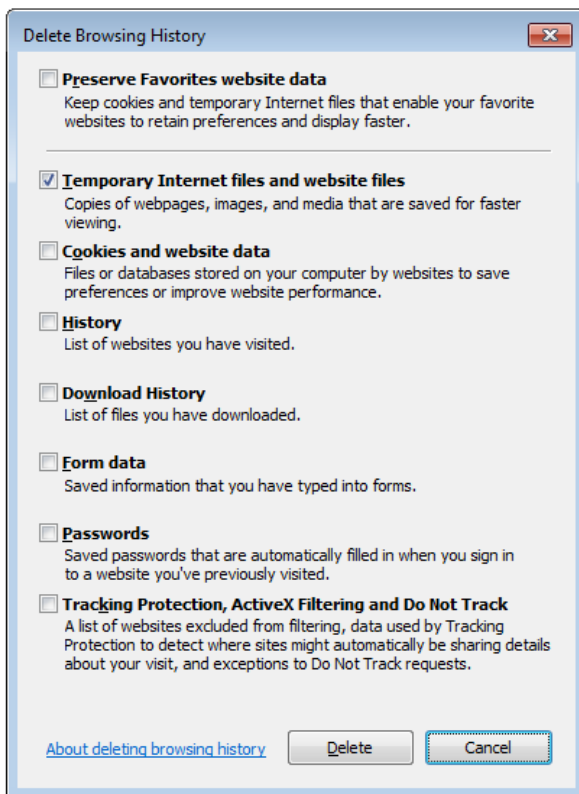 Delete Browsing History
Preserve Favorites website data
Keep cookies and temporary Internet files that enable your favorite
websites to retain preferences and display faster.
Temporary Internet files and website files
Copies of webpages, images, and media that are saved for faster
viewing.
Cookies and website data
Files or databases stored on your computer by websites to save
preferences or improve website performance.
History
List of websites you have visited.
Download History
List of files you have downloaded.
Form data
Saved information that you have typed into forms.
Passwords
Saved passwords that are automatically filled in when you sign in
to a website you've previously visited.
Tracking Protection, ActiveX Filtering and Do Not Track
A list of websites excluded from filtering, data used by Tracking
Protection to detect where sites might automatically be sharing details
about your visit, and exceptions to Do Not Track requests.
About deleting browsing history Delete Cancel